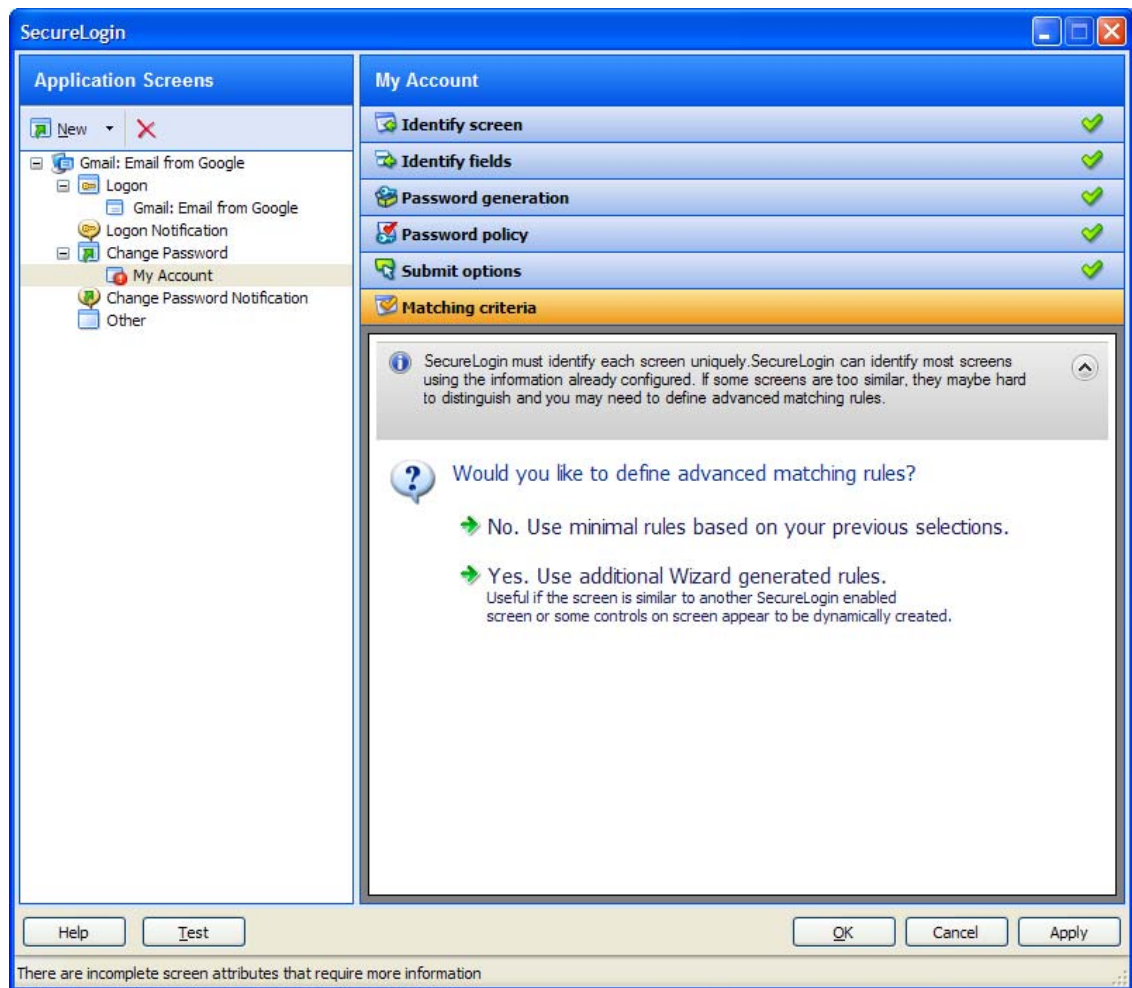 SecureLogin
Application Screens
New
Gmail: Email from Google
Logon
Gmail: Email from Google
Logon Notification
Change Password
My Account
Change Password Notification
Other
My Account
Identify screen
Identify fields
Password generation
Password policy
Submit options
Matching criteria
SecureLogin must identify each screen uniquely.SecureLogin can identify most screens
using the information already configured. If some screens are too similar, they maybe hard
to distinguish and you may need to define advanced matching rules.
Would you like to define advanced matching rules?
No. Use minimal rules based on your previous selections.
Yes. Use additional Wizard generated rules.
Useful if the screen is similar to another SecureLogin enabled
screen or some controls on screen appear to be dynamically created.
Help
Test
OK
Cancel
Apply
There are incomplete screen attributes that require more information